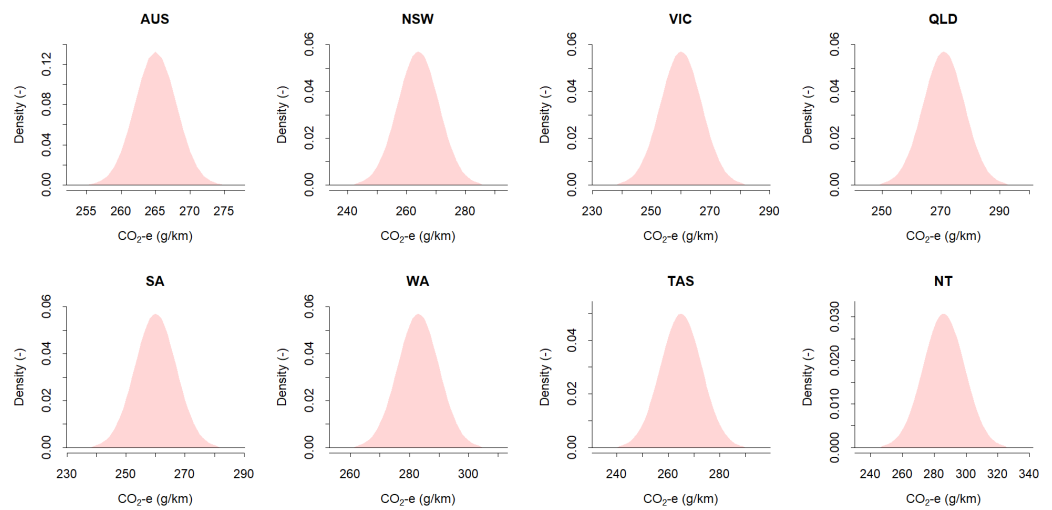 AUS
NSW
VIC
QLD
Density (-)
0.00 0.04 0.08 0.12
255 260 265 270 275
CO2-e (g/km)
Density (-)
0.00 0.02 0.04 0.06
240 260 280
CO2-e (g/km)
Density (-)
0.00 0.02 0.04 0.06
230 250 270 290
CO2-e (g/km)
Density (-)
0.00 0.02 0.04 0.06
250 270 290
CO2-e (g/km)
SA
WA
TAS
NT
Density (-)
0.00 0.02 0.04 0.06
230 250 270 290
CO2-e (g/km)
Density (-)
0.00 0.02 0.04 0.06
260 280 300
CO2-e (g/km)
Density (-)
0.00 0.02 0.04
240 260 280
CO2-e (g/km)
Density (-)
0.000 0.010 0.020 0.030
240 260 280 300 320 340
CO2-e (g/km)